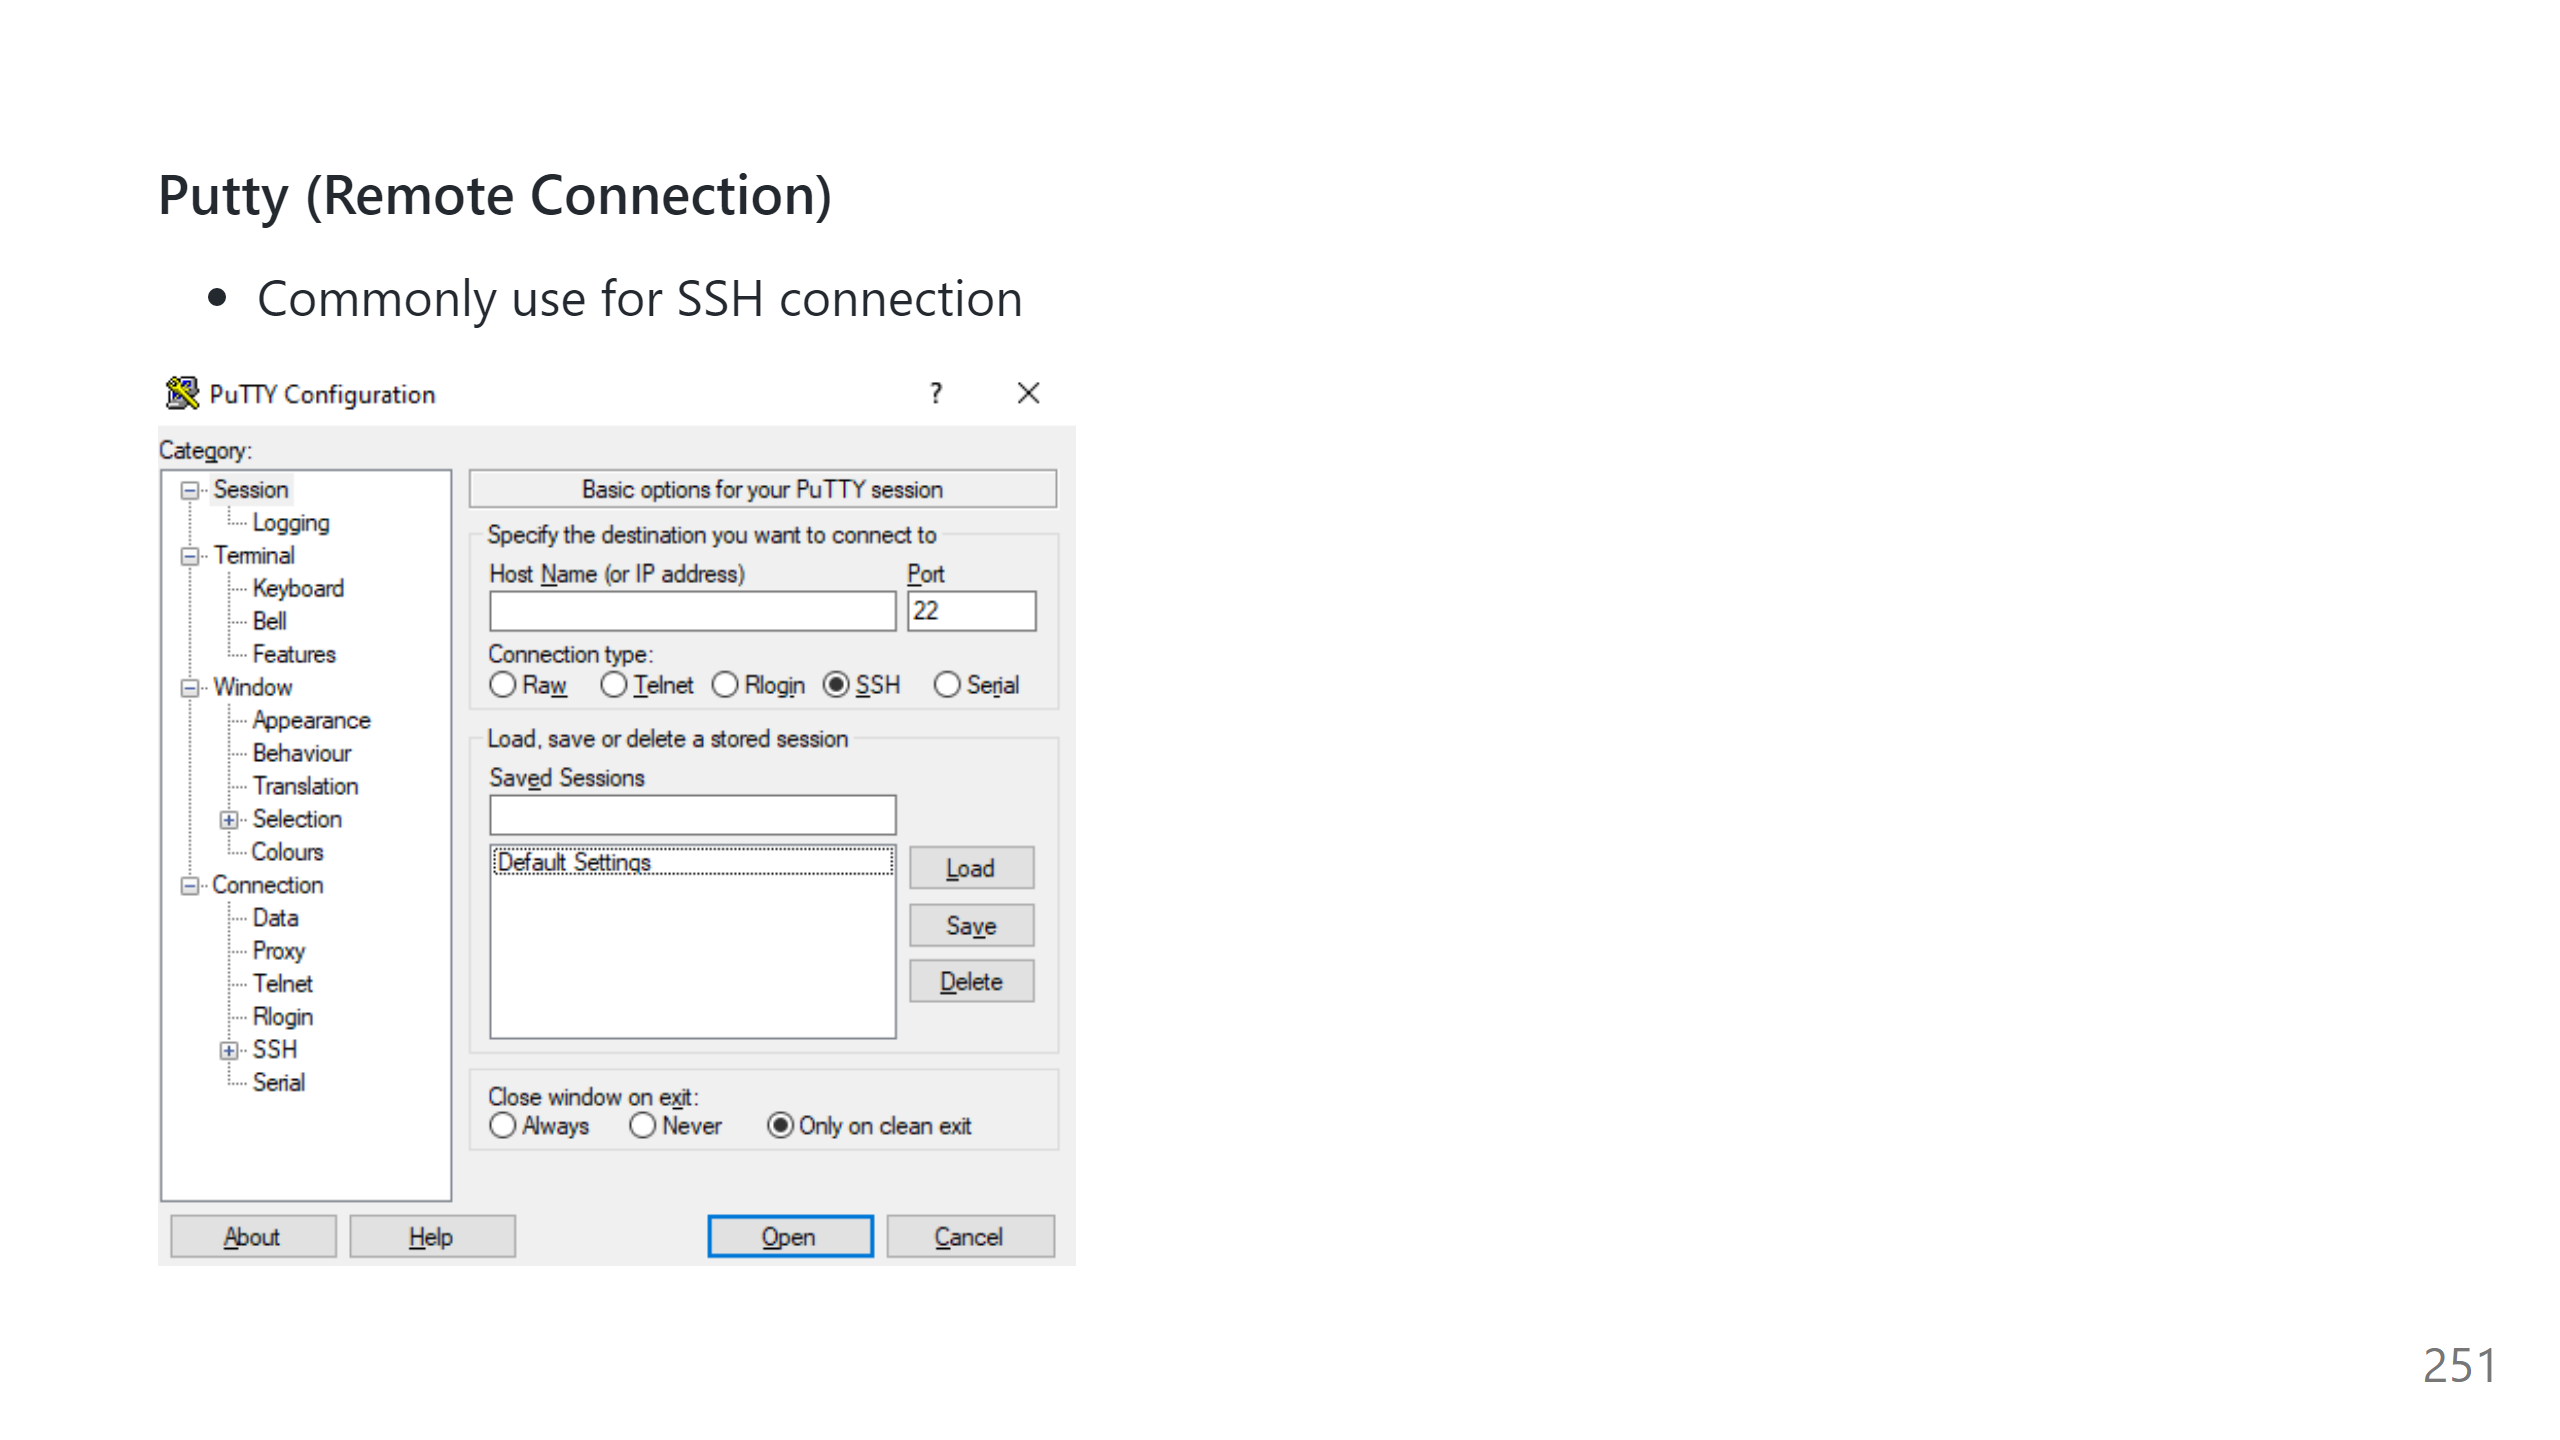 Putty (Remote Connection)
• Commonly use for SSH connection
PuTTY Configuration ? ✕
Category:
Session
Logging
Terminal
Keyboard
Bell
Features
Window
Appearance
Behaviour
Translation
Selection
Colours
Connection
Data
Proxy
Telnet
Rlogin
SSH
Serial
Basic options for your PuTTY session
Specify the destination you want to connect to
Host Name (or IP address) Port
22
Connection type:
Raw Telnet Rlogin SSH Serial
Load, save or delete a stored session
Saved Sessions
Default Settings
Load
Save
Delete
Close window on exit:
Always Never Only on clean exit
About Help Open Cancel
251